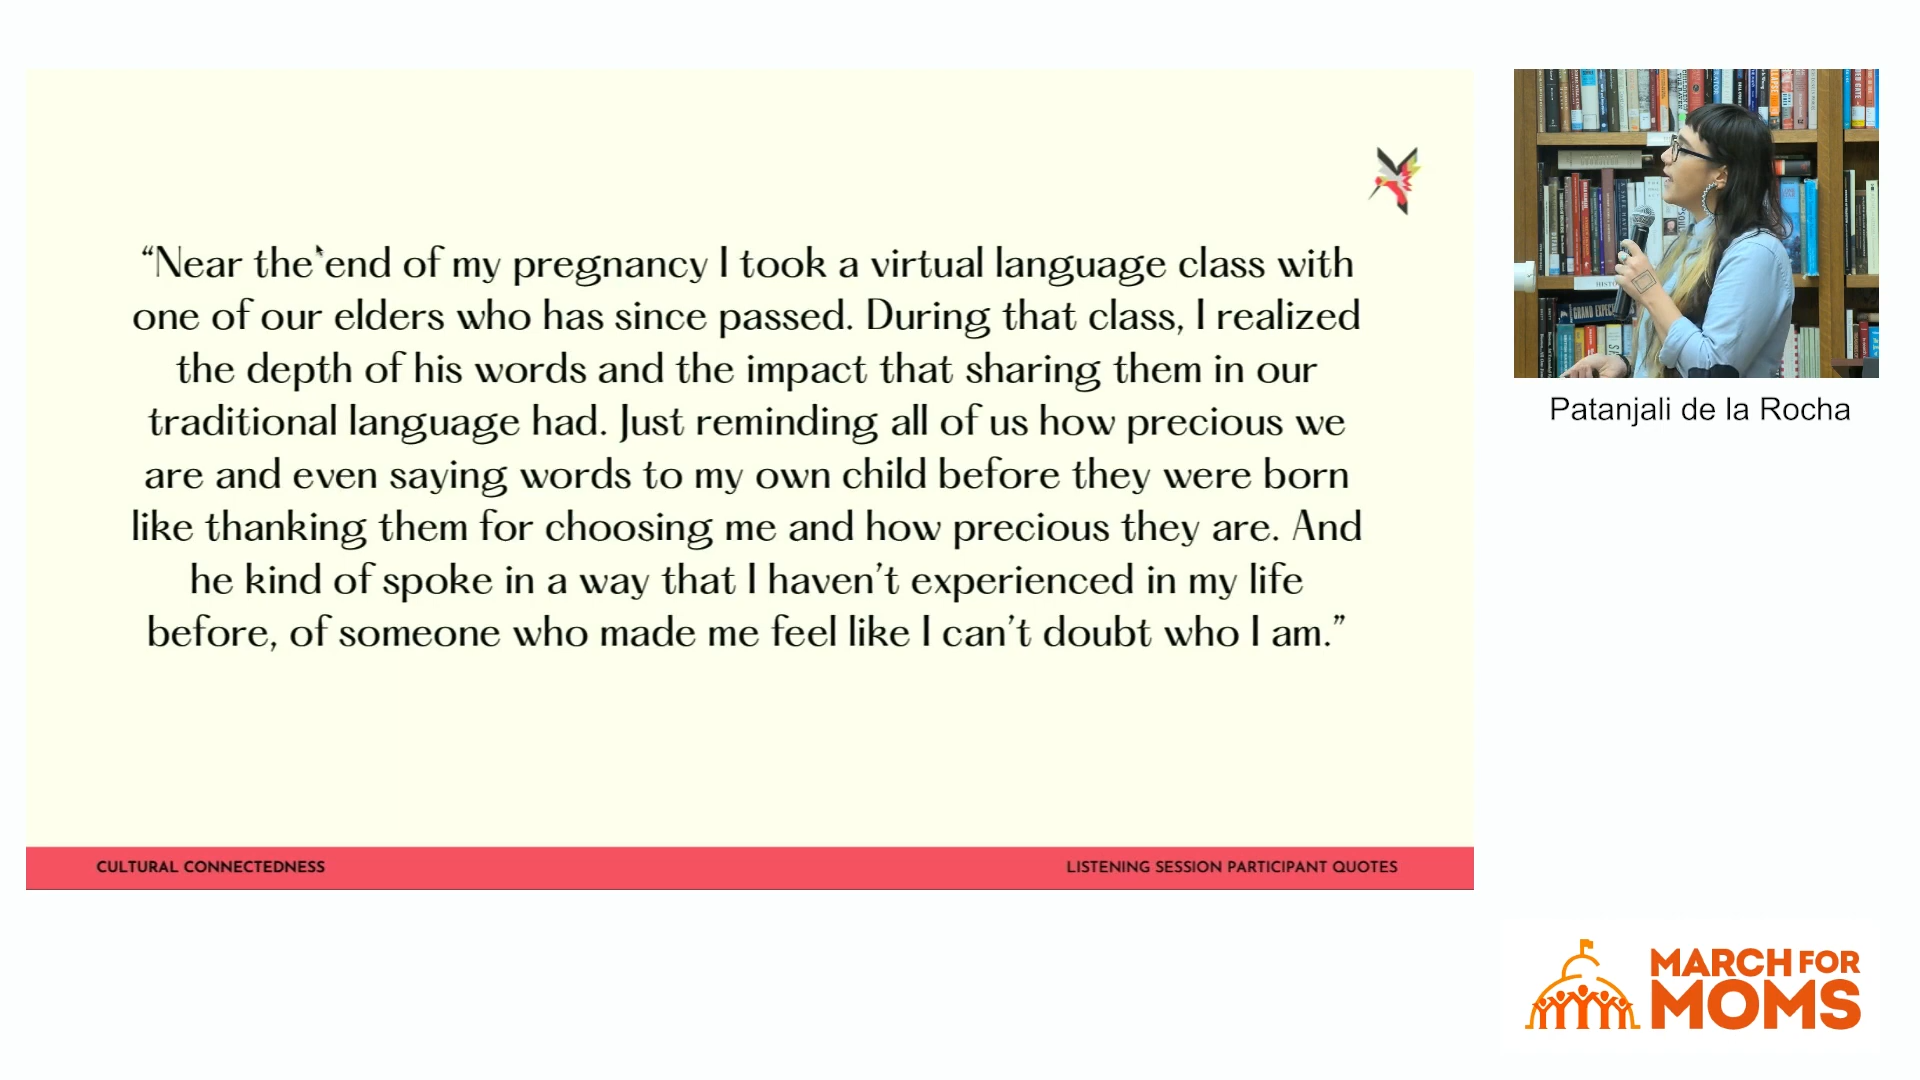 “Near the end of my pregnancy I took a virtual language class with
one of our elders who has since passed. During that class, I realized
the depth of his words and the impact that sharing them in our
traditional language had. Just reminding all of us how precious we
are and even saying words to my own child before they were born
like thanking them for choosing me and how precious they are. And
he kind of spoke in a way that I haven’t experienced in my life
before, of someone who made me feel like I can’t doubt who I am.”
CULTURAL CONNECTEDNESS
LISTENING SESSION PARTICIPANT QUOTES
GRAND EXPEC
Patanjali de la Rocha
MARCH FOR
MOMS